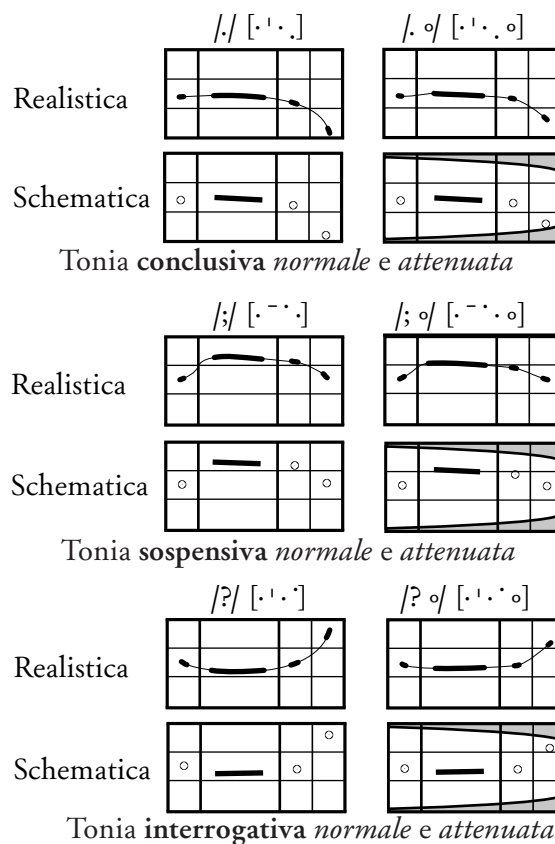 /./ [· ˈ · .] /. o/ [· ˈ · . o]
Realistica
Schematica
Tonia conclusiva normale e attenuata
/;/ [· ¯ ˙ ·] /; o/ [· ¯ ˙ · o]
Realistica
Schematica
Tonia sospensiva normale e attenuata
/?/ [· ˈ · ˙] /? o/ [· ˈ · ˙ o]
Realistica
Schematica
Tonia interrogativa normale e attenuata